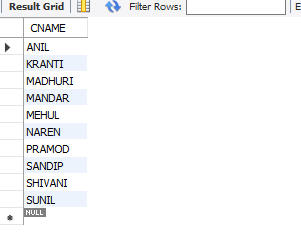 Result Grid Filter Rows: E
CNAME
ANIL
KRANTI
MADHURI
MANDAR
MEHUL
NAREN
PRAMOD
SANDIP
SHIVANI
SUNIL
NULL